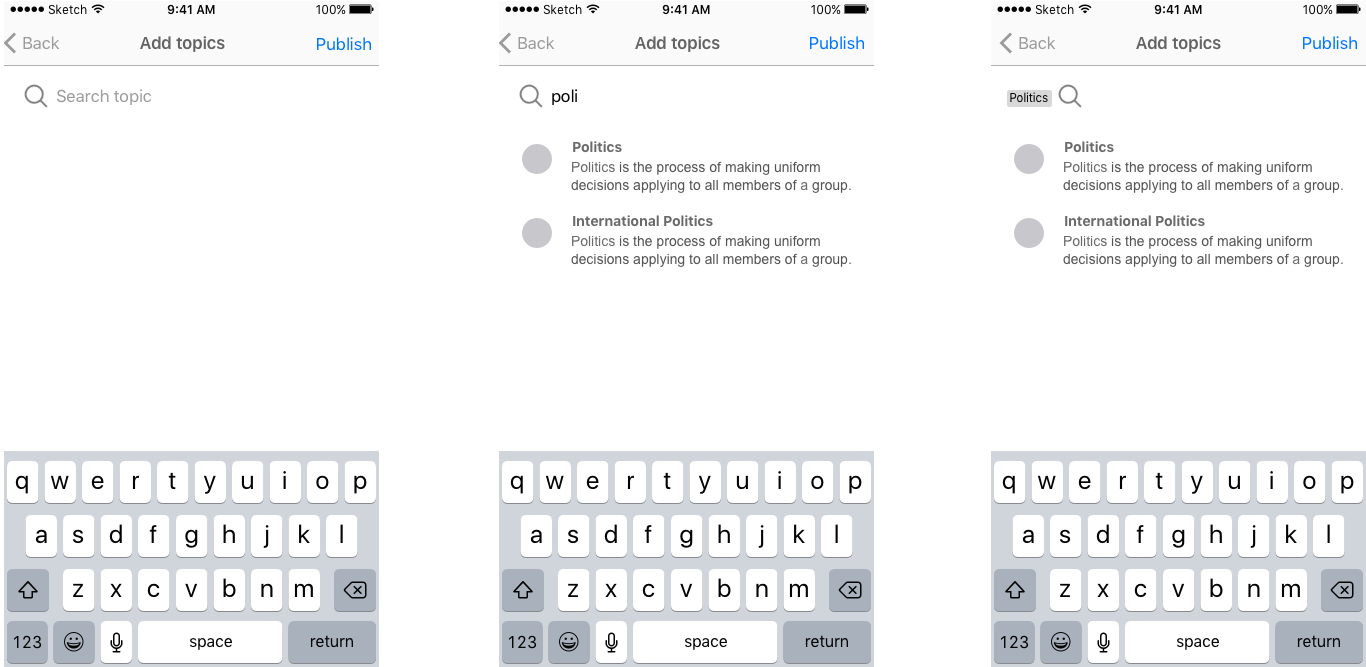 Sketch 9:41 AM 100%
Back Add topics Publish
Search topic
q w e r t y u i o p
a s d f g h j k l
z x c v b n m
123 space return
Sketch 9:41 AM 100%
Back Add topics Publish
poli
Politics
Politics is the process of making uniform
decisions applying to all members of a group.
International Politics
Politics is the process of making uniform
decisions applying to all members of a group.
q w e r t y u i o p
a s d f g h j k l
z x c v b n m
123 space return
Sketch 9:41 AM 100%
Back Add topics Publish
Politics
Politics
Politics is the process of making uniform
decisions applying to all members of a group.
International Politics
Politics is the process of making uniform
decisions applying to all members of a group.
q w e r t y u i o p
a s d f g h j k l
z x c v b n m
123 space return